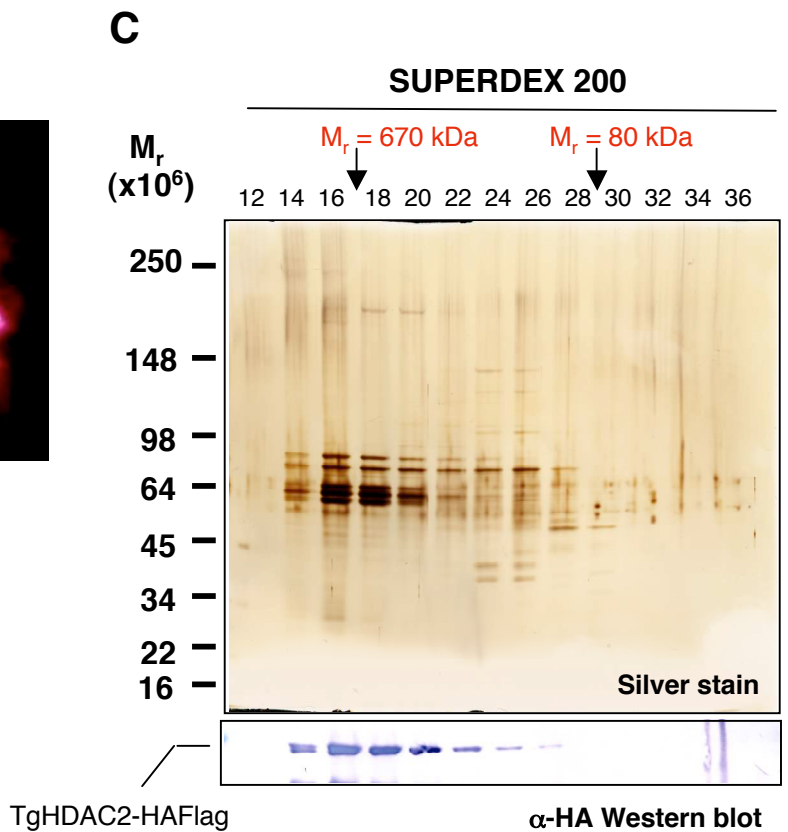 C
SUPERDEX 200
Mr = 670 kDa Mr = 80 kDa
Mr
(x10⁶)
12 14 16 18 20 22 24 26 28 30 32 34 36
250
148
98
64
45
34
22
16
Silver stain
TgHDAC2-HAFlag
α-HA Western blot